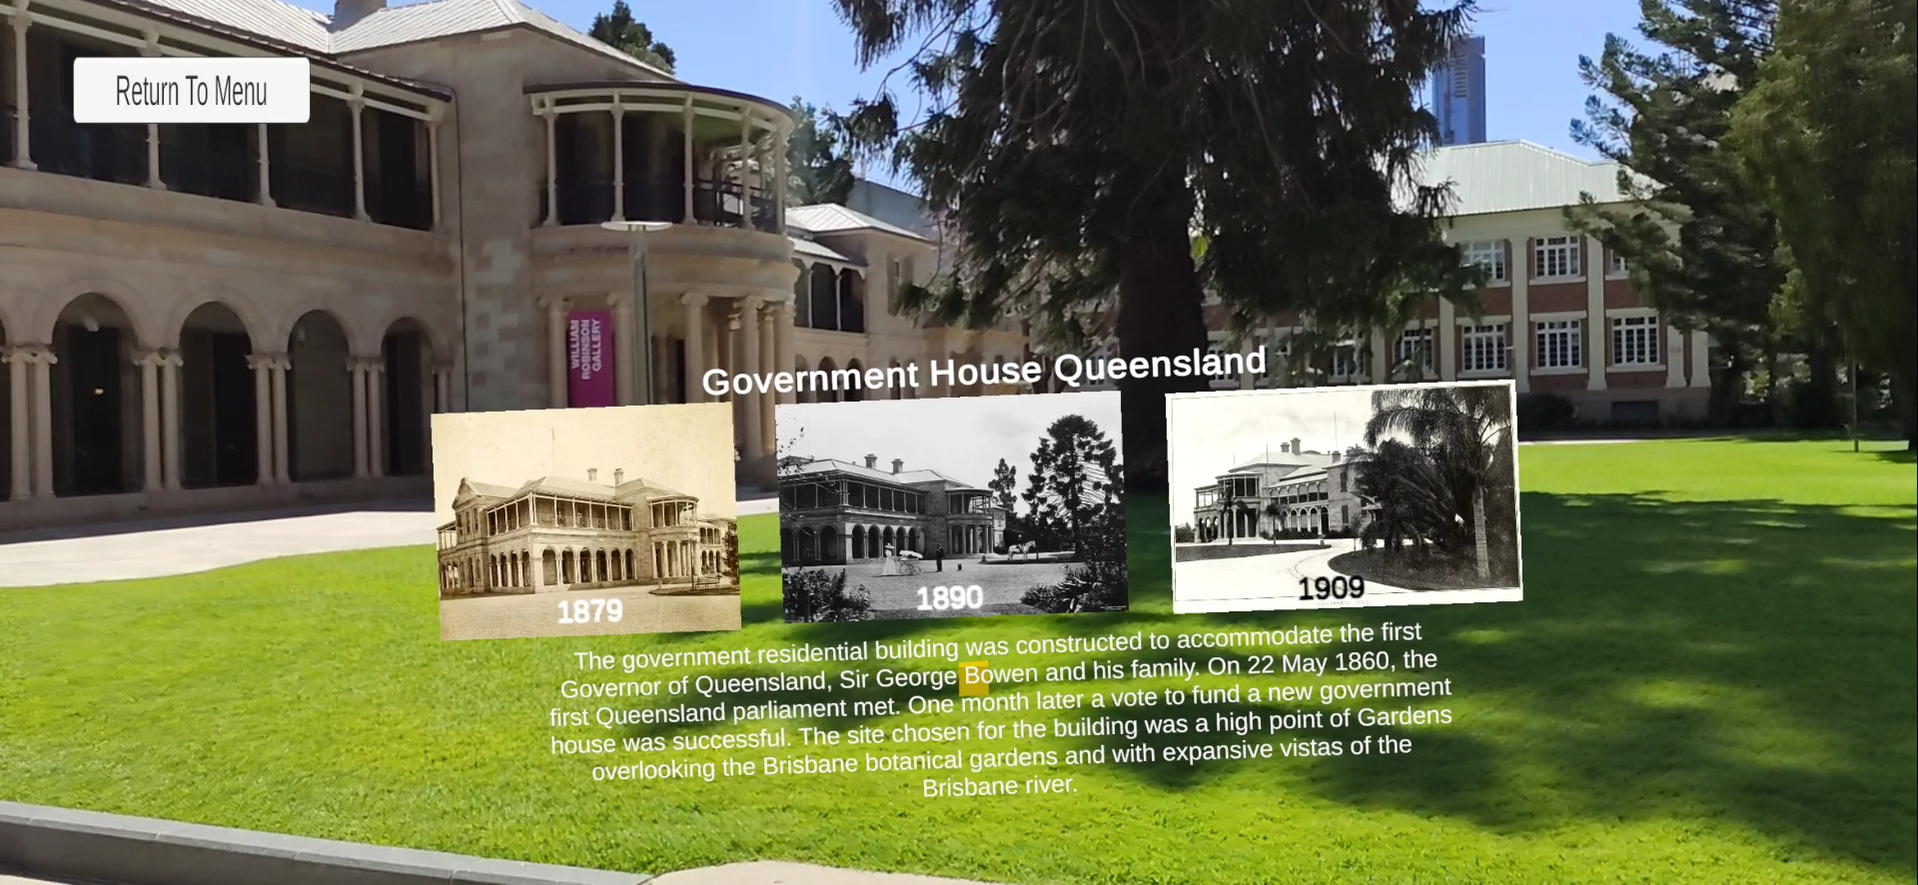 Return To Menu
WILLIAM
ROBINSON
GALLERY
Government House Queensland
1879
1890
1909
The government residential building was constructed to accommodate the first
Governor of Queensland, Sir George Bowen and his family. On 22 May 1860, the
first Queensland parliament met. One month later a vote to fund a new government
house was successful. The site chosen for the building was a high point of Gardens
overlooking the Brisbane botanical gardens and with expansive vistas of the
Brisbane river.